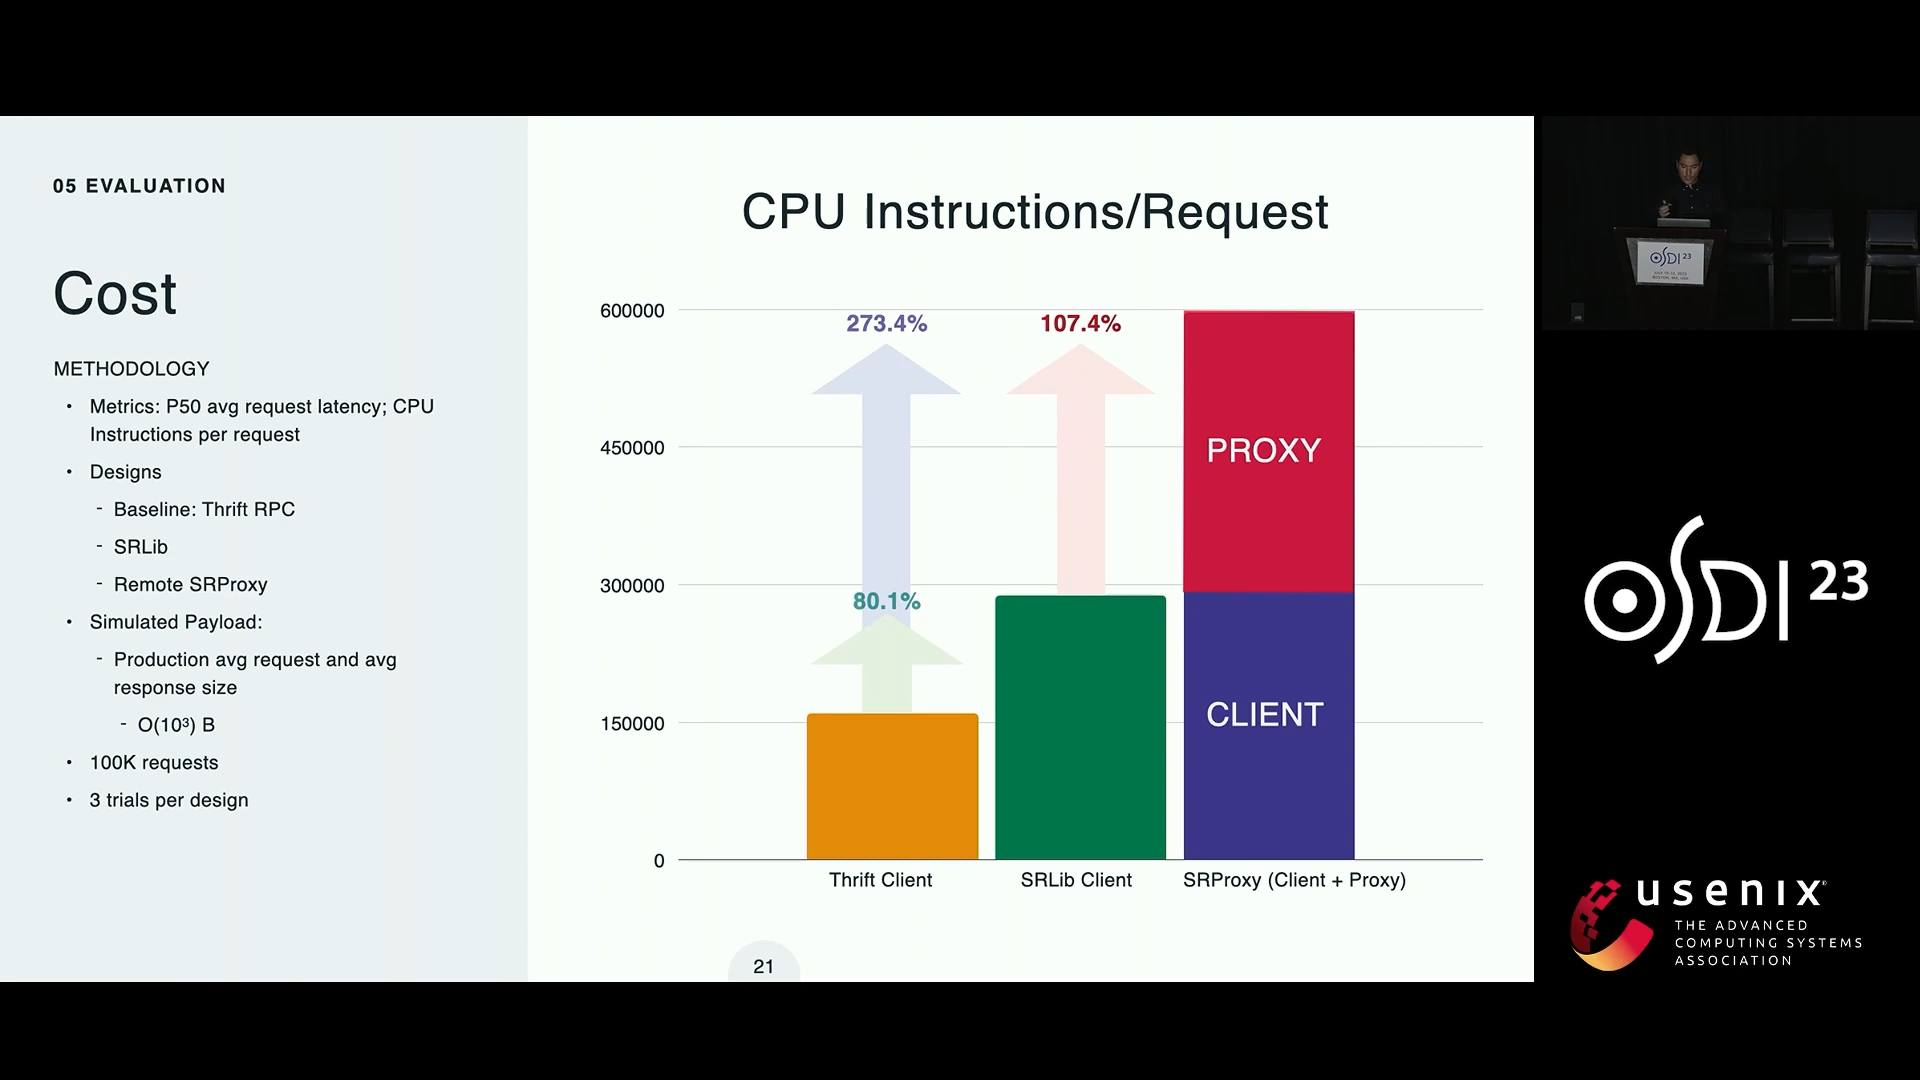 05 EVALUATION
Cost
METHODOLOGY
• Metrics: P50 avg request latency; CPU
Instructions per request
• Designs
- Baseline: Thrift RPC
- SRLib
- Remote SRProxy
• Simulated Payload:
- Production avg request and avg
response size
- O(10³) B
• 100K requests
• 3 trials per design
CPU Instructions/Request
600000
450000
300000
150000
0
273.4%
107.4%
80.1%
PROXY
CLIENT
Thrift Client
SRLib Client
SRProxy (Client + Proxy)
21
OSDI 23
OSDI 23
usenix
THE ADVANCED
COMPUTING SYSTEMS
ASSOCIATION